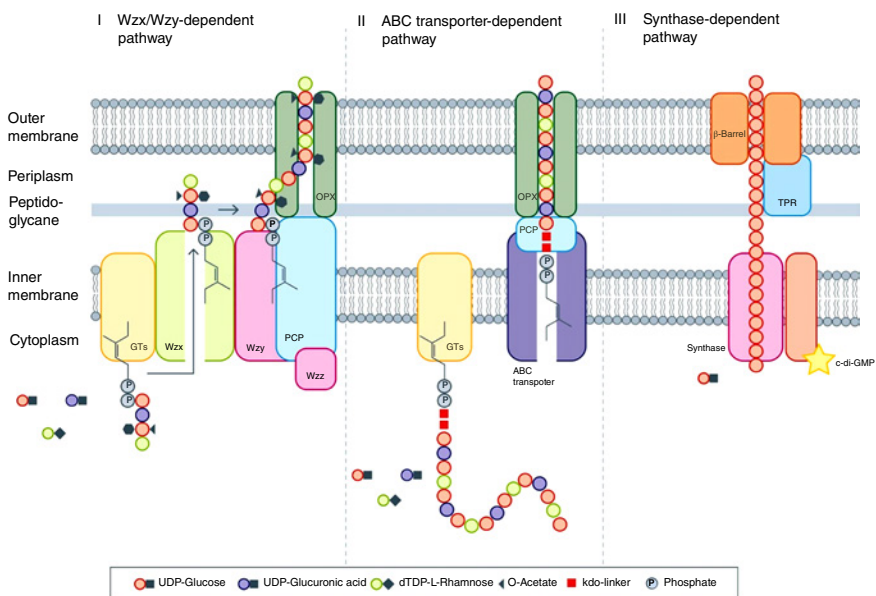 I Wzx/Wzy-dependent
pathway
II ABC transporter-dependent
pathway
III Synthase-dependent
pathway
Outer
membrane
Periplasm
Peptido-
glycane
Inner
membrane
Cytoplasm
OPX
P
P
P
P
GTs
Wzx
Wzy
PCP
Wzz
P
P
OPX
PCP
P
P
GTs
ABC
transpoter
P
P
β-Barrel
TPR
Synthase
c-di-GMP
UDP-Glucose
UDP-Glucuronic acid
dTDP-L-Rhamnose
O-Acetate
kdo-linker
P Phosphate